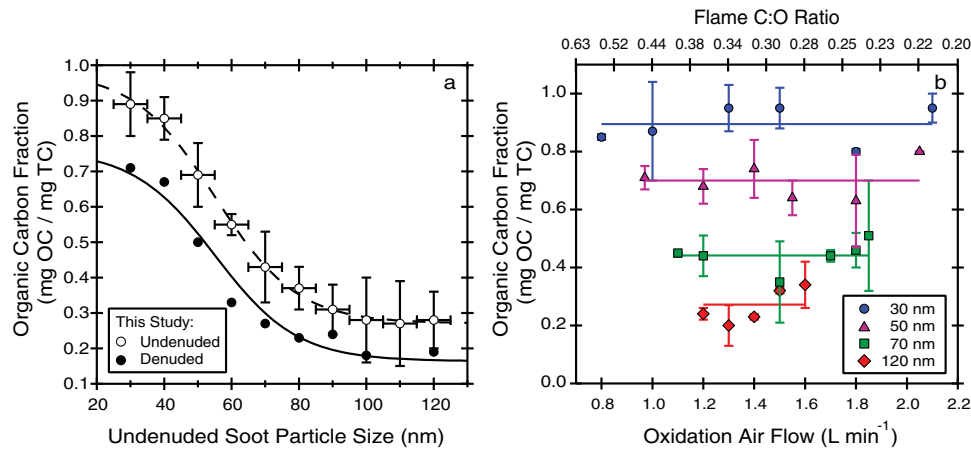 a
1.0
0.9
0.8
0.7
0.6
0.5
0.4
0.3
0.2
0.1
Organic Carbon Fraction
(mg OC / mg TC)
This Study:
Undenuded
Denuded
20 40 60 80 100 120
Undenuded Soot Particle Size (nm)
Flame C:O Ratio
0.63 0.52 0.44 0.38 0.34 0.30 0.28 0.25 0.23 0.22 0.20
b
1.0
0.8
0.6
0.4
0.2
0.0
Organic Carbon Fraction
(mg OC / mg TC)
30 nm
50 nm
70 nm
120 nm
0.8 1.0 1.2 1.4 1.6 1.8 2.0 2.2
Oxidation Air Flow (L min⁻¹)